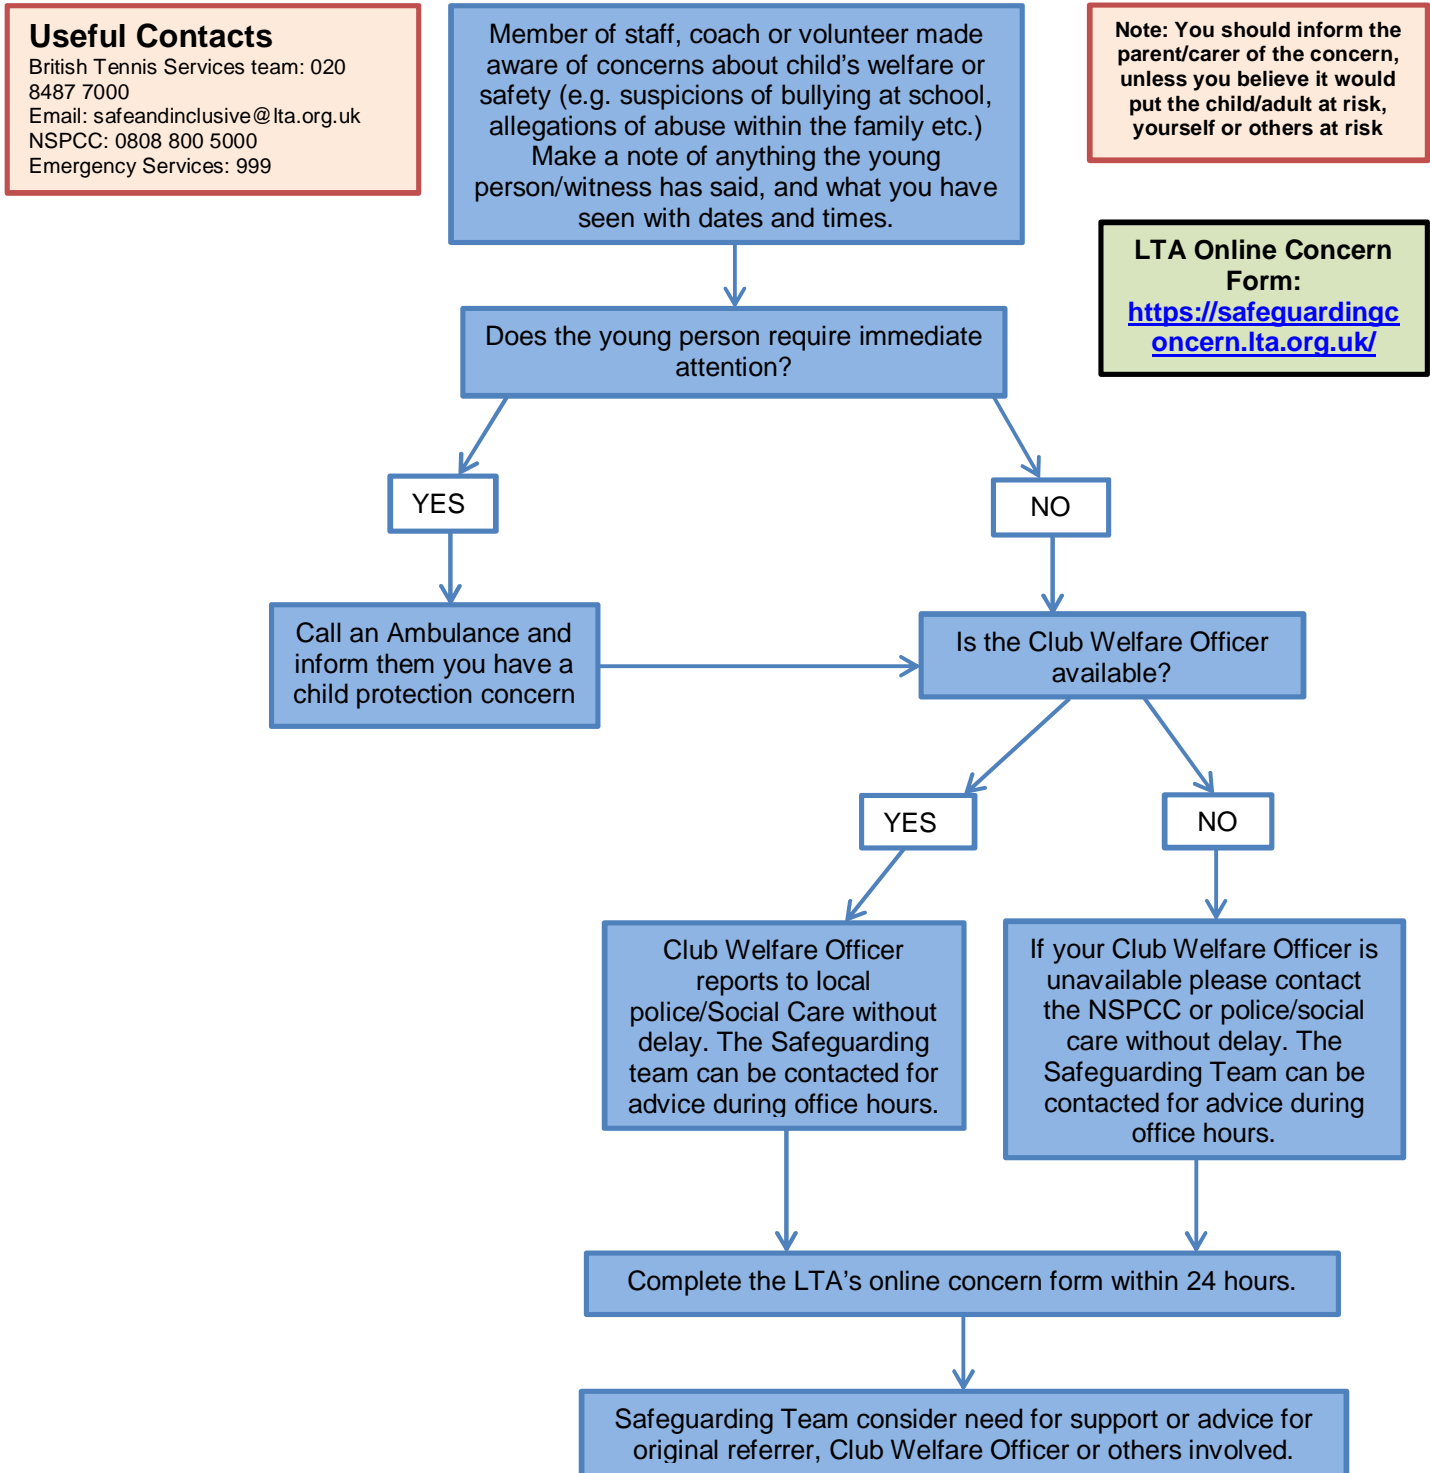 Useful Contacts
British Tennis Services team: 020
8487 7000
Email: safeandinclusive@lta.org.uk
NSPCC: 0808 800 5000
Emergency Services: 999
Member of staff, coach or volunteer made
aware of concerns about child’s welfare or
safety (e.g. suspicions of bullying at school,
allegations of abuse within the family etc.)
Make a note of anything the young
person/witness has said, and what you have
seen with dates and times.
Note: You should inform the
parent/carer of the concern,
unless you believe it would
put the child/adult at risk,
yourself or others at risk
LTA Online Concern
Form:
https://safeguardingc
oncern.lta.org.uk/
Does the young person require immediate
attention?
YES
NO
Call an Ambulance and
inform them you have a
child protection concern
Is the Club Welfare Officer
available?
YES
NO
Club Welfare Officer
reports to local
police/Social Care without
delay. The Safeguarding
team can be contacted for
advice during office hours.
If your Club Welfare Officer is
unavailable please contact
the NSPCC or police/social
care without delay. The
Safeguarding Team can be
contacted for advice during
office hours.
Complete the LTA’s online concern form within 24 hours.
Safeguarding Team consider need for support or advice for
original referrer, Club Welfare Officer or others involved.